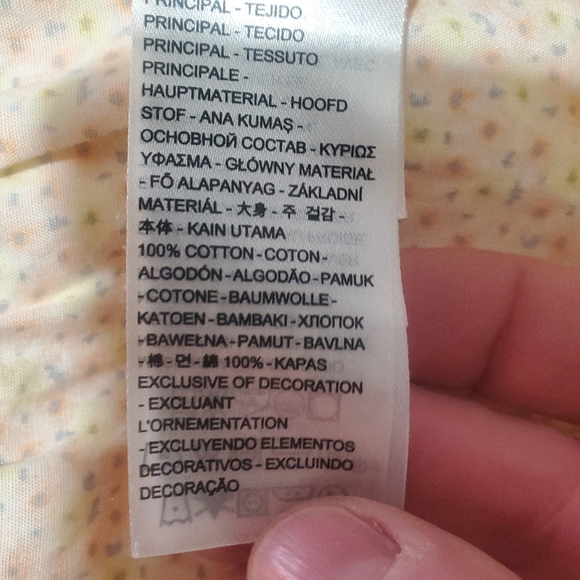 PRINCIPAL - TEJIDO
PRINCIPAL - TECIDO
PRINCIPAL - TESSUTO
PRINCIPALE -
HAUPTMATERIAL - HOOFD
STOF - ANA KUMAŞ -
ОСНОВНОЙ СОСТАВ - ΚΥΡΙΩΣ
ΥΦΑΣΜΑ - GŁÓWNY MATERIAŁ
- FŐ ALAPANYAG - ZÁKLADNÍ
MATERIÁL - 大身 - 주 겉감 -
本体 - KAIN UTAMA
100% COTTON - COTON -
ALGODÓN - ALGODÃO - PAMUK
- COTONE - BAUMWOLLE -
KATOEN - BAMBAKI - ХЛОПОК
- BAWEŁNA - PAMUT - BAVLNA
- 棉 - 면 - 綿 100% - KAPAS
EXCLUSIVE OF DECORATION
- EXCLUANT
L'ORNEMENTATION
- EXCLUYENDO ELEMENTOS
DECORATIVOS - EXCLUINDO
DECORAÇÃO